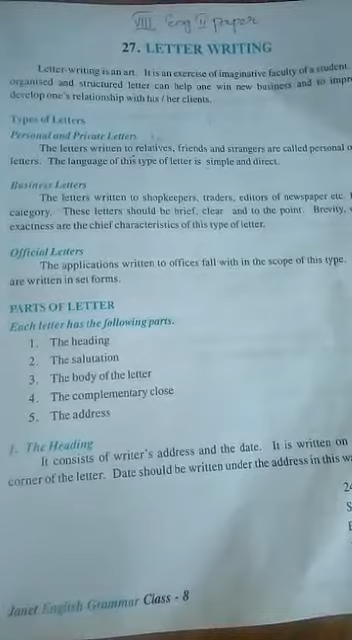 VIII Eng II paper
27. LETTER WRITING
Letter-writing is an art. It is an exercise of imaginative faculty of a student.
organised and structured letter can help one win new business and to impr
develop one's relationship with his / her clients.
Types of Letters
Personal and Private Letters
The letters written to relatives, friends and strangers are called personal o
letters. The language of this type of letter is simple and direct.
Business Letters
The letters written to shopkeepers, traders, editors of newspaper etc.
category. These letters should be brief, clear and to the point. Brevity,
exactness are the chief characteristics of this type of letter.
Official Letters
The applications written to offices fall with in the scope of this type.
are written in set forms.
PARTS OF LETTER
Each letter has the following parts.
1. The heading
2. The salutation
3. The body of the letter
4. The complementary close
5. The address
1. The Heading
It consists of writer's address and the date. It is written on
corner of the letter. Date should be written under the address in this wa
24
S
Janet English Grammar Class - 8